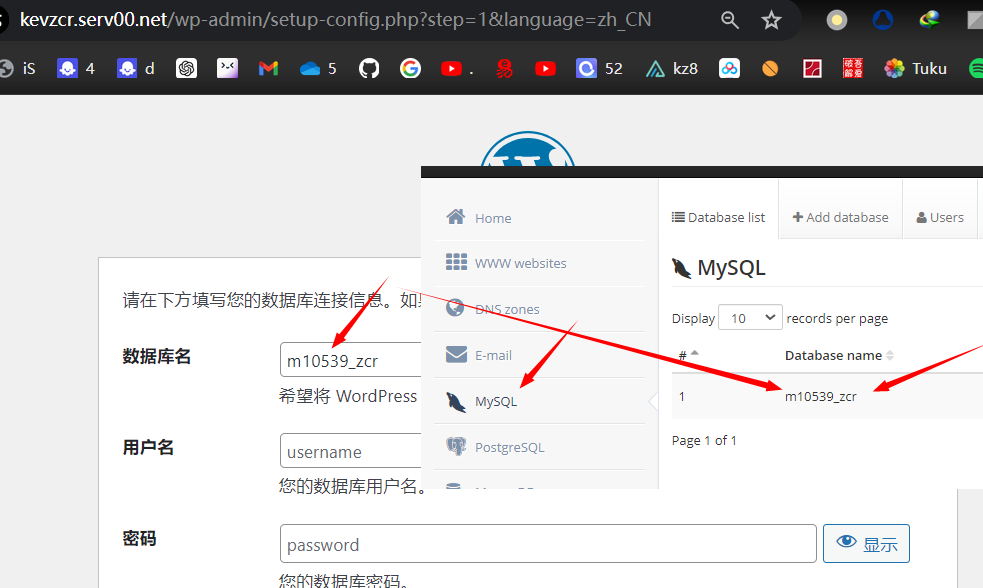 kevzcr.serv00.net/wp-admin/setup-config.php?step=1&language=zh_CN
iS 4 d 5 . 52 kz8 破解 吾爱 Tuku
Home
WWW websites
DNS zones
E-mail
MySQL
PostgreSQL
Database list
Add database
Users
MySQL
Display 10 records per page
# Database name
1 m10539_zcr
Page 1 of 1
请在下方填写您的数据库连接信息。如
数据库名
m10539_zcr
希望将 WordPress
用户名
username
您的数据库用户名。
密码
password
显示
您的数据库密码。